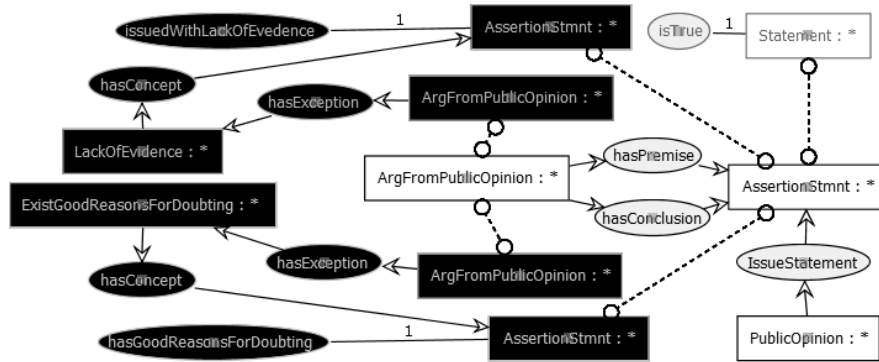 issuedWithLackOfEvedence
1
AssertionStmnt : *
isTrue
1
Statement : *
hasConcept
hasException
ArgFromPublicOpinion : *
LackOfEvidence : *
ArgFromPublicOpinion : *
hasPremise
AssertionStmnt : *
ExistGoodReasonsForDoubting : *
hasConclusion
hasConcept
hasException
ArgFromPublicOpinion : *
IssueStatement
hasGoodReasonsForDoubting
1
AssertionStmnt : *
PublicOpinion : *